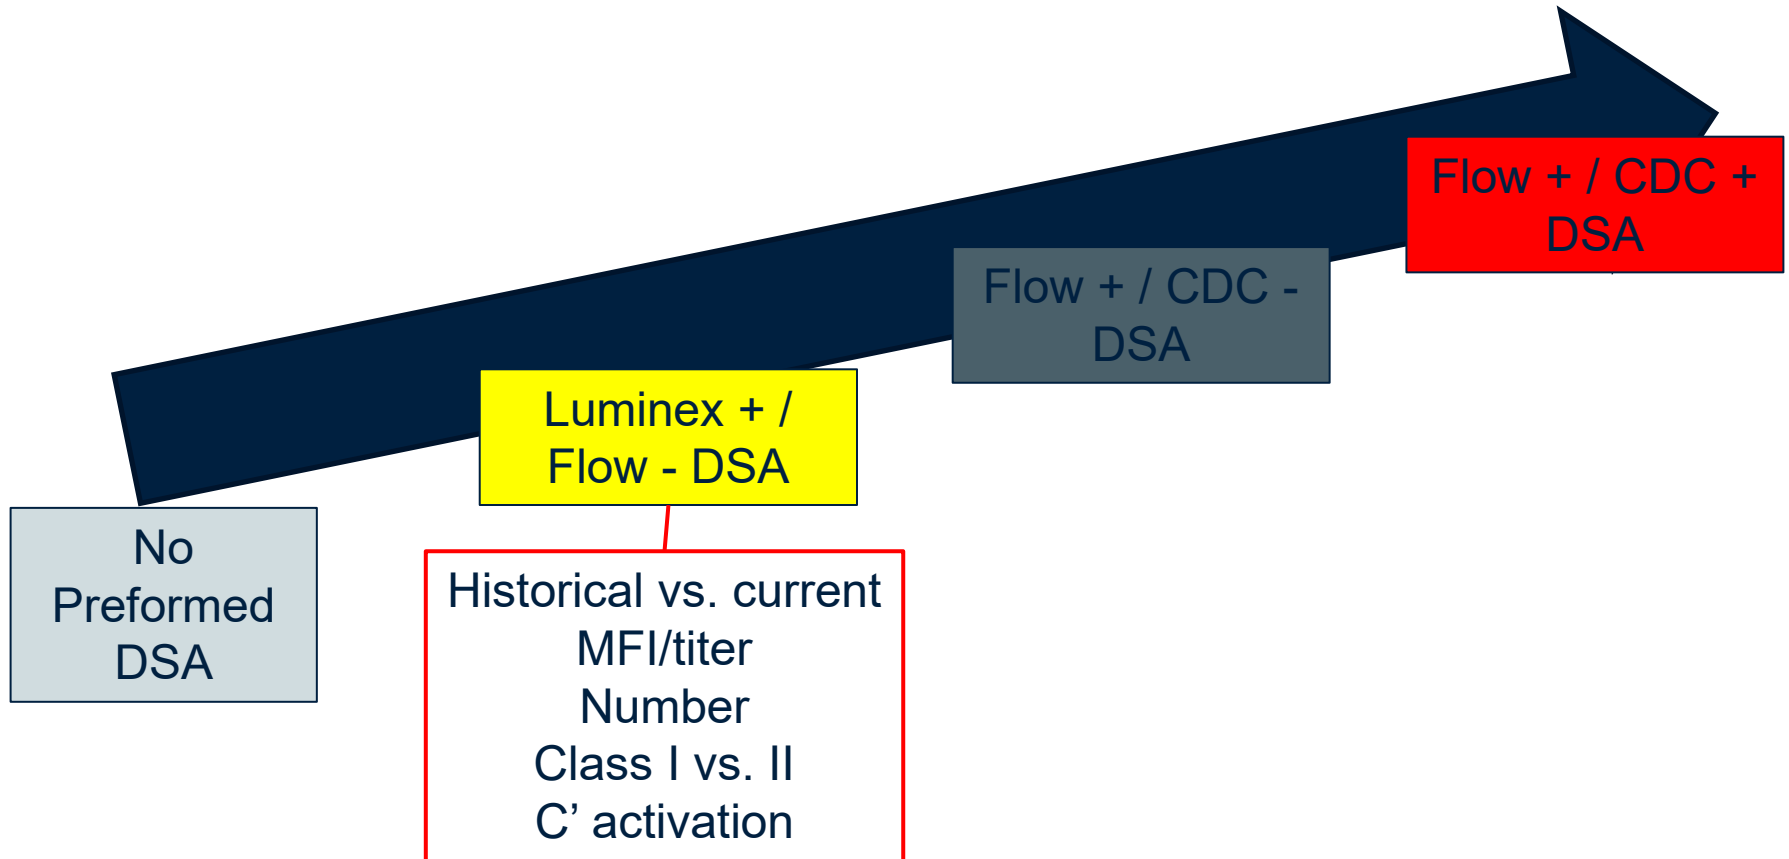 Flow + / CDC +
DSA
Flow + / CDC -
DSA
Luminex + /
Flow - DSA
No
Preformed
DSA
Historical vs. current
MFI/titer
Number
Class I vs. II
C’ activation